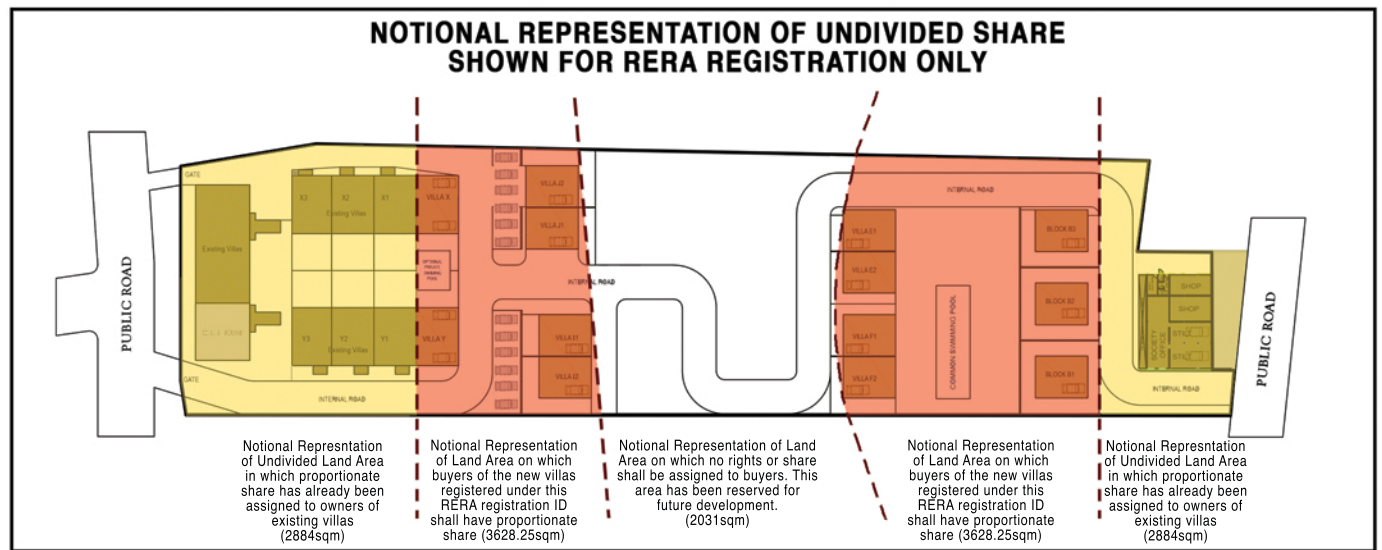 NOTIONAL REPRESENTATION OF UNDIVIDED SHARE
SHOWN FOR RERA REGISTRATION ONLY
PUBLIC ROAD
GATE
Existing Villas
X3
X2
X1
Existing Villas
VILLA X
Y3
Y2
Y1
Existing Villas
VILLA Y
GATE
INTERNAL ROAD
VILLA J2
VILLA J1
INTERNAL ROAD
VILLA I1
VILLA I2
INTERNAL ROAD
VILLA E1
VILLA E2
VILLA F1
VILLA F2
COMMON SWIMMING POOL
BLOCK B3
BLOCK B2
BLOCK B1
SHOP
SHOP
SOCIETY
OFFICE
INTERNAL ROAD
PUBLIC ROAD
Notional Represntation
of Undivided Land Area
in which proportionate
share has already been
assigned to owners of
existing villas
(2884sqm)
Notional Representation
of Land Area on which
buyers of the new villas
registered under this
RERA registration ID
shall have proportionate
share (3628.25sqm)
Notional Representation of Land
Area on which no rights or share
shall be assigned to buyers. This
area has been reserved for
future development.
(2031sqm)
Notional Representation
of Land Area on which
buyers of the new villas
registered under this
RERA registration ID
shall have proportionate
share (3628.25sqm)
Notional Represntation
of Undivided Land Area
in which proportionate
share has already been
assigned to owners of
existing villas
(2884sqm)